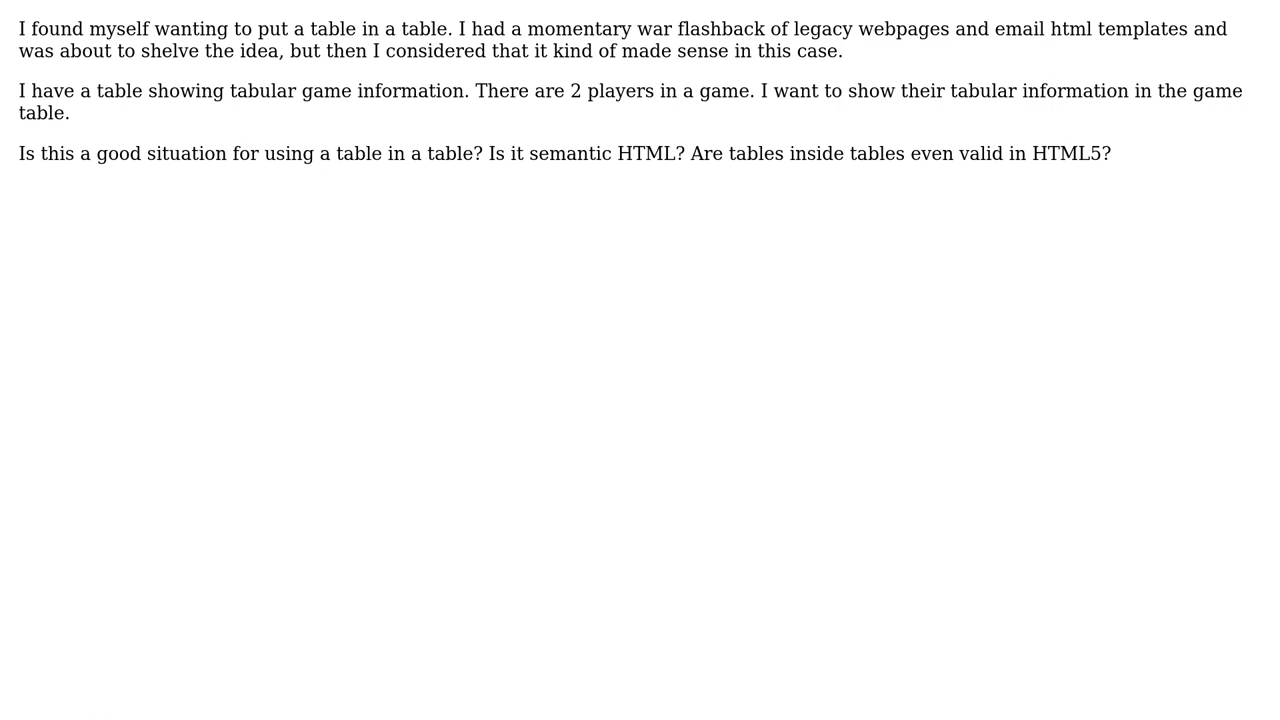 I found myself wanting to put a table in a table. I had a momentary war flashback of legacy webpages and email html templates and
was about to shelve the idea, but then I considered that it kind of made sense in this case.
I have a table showing tabular game information. There are 2 players in a game. I want to show their tabular information in the game
table.
Is this a good situation for using a table in a table? Is it semantic HTML? Are tables inside tables even valid in HTML5?